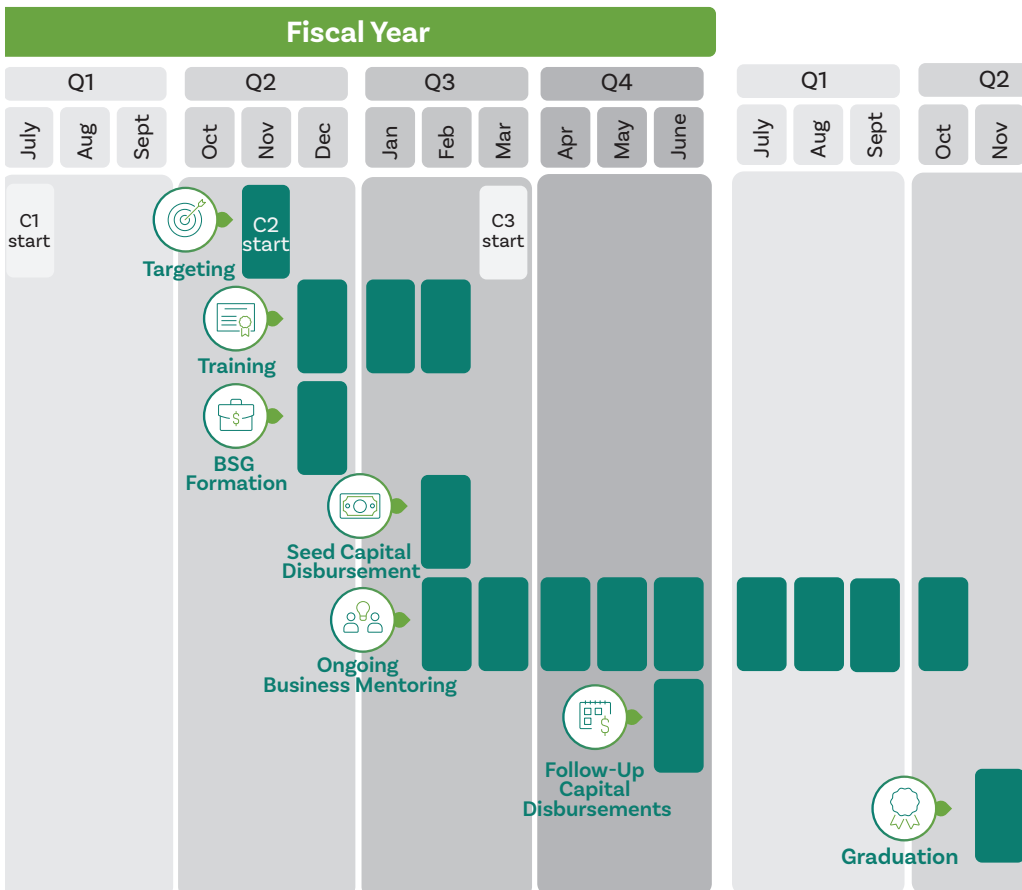 Fiscal Year
Q1
Q2
Q3
Q4
Q1
Q2
July
Aug
Sept
Oct
Nov
Dec
Jan
Feb
Mar
Apr
May
June
July
Aug
Sept
Oct
Nov
C1
start
C2
start
C3
start
Targeting
Training
BSG
Formation
$
Seed Capital
Disbursement
Ongoing
Business Mentoring
$
Follow-Up
Capital
Disbursements
Graduation